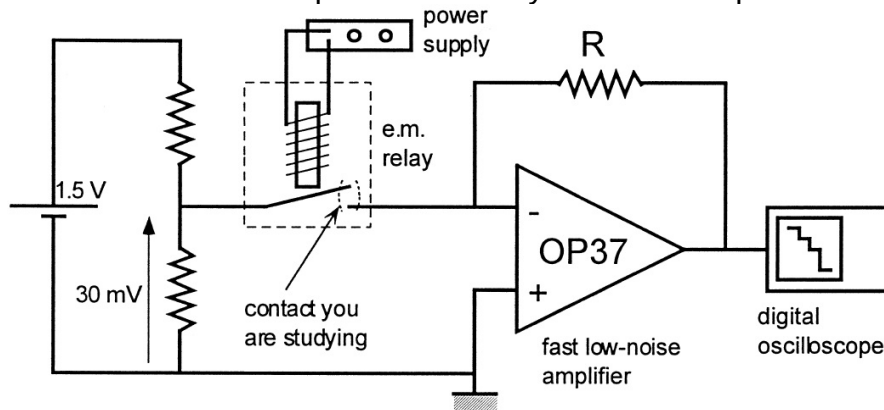 power
supply
R
e.m.
relay
1.5 V
-
OP37
+
30 mV
contact you
are studying
fast low-noise
amplifier
digital
oscilloscope